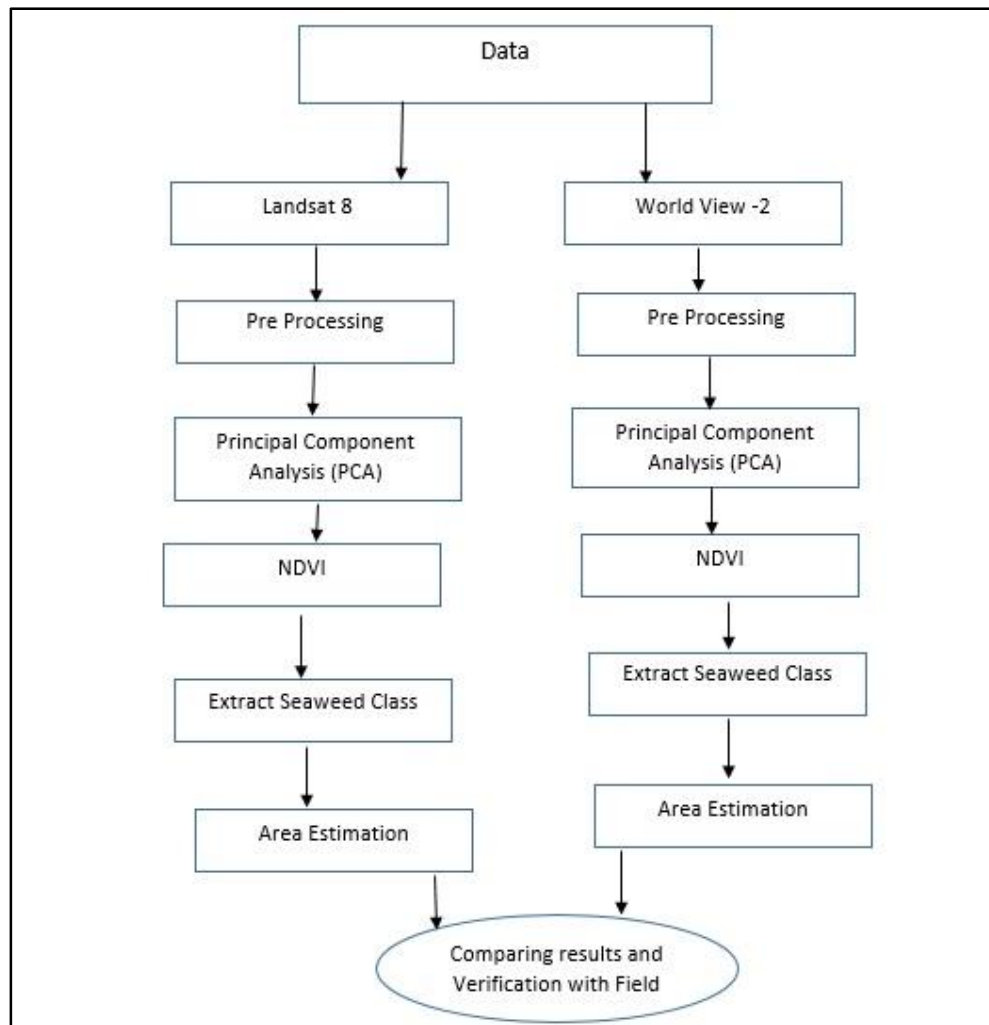 Data
Landsat 8
World View -2
Pre Processing
Pre Processing
Principal Component
Analysis (PCA)
Principal Component
Analysis (PCA)
NDVI
NDVI
Extract Seaweed Class
Extract Seaweed Class
Area Estimation
Area Estimation
Comparing results and
Verification with Field